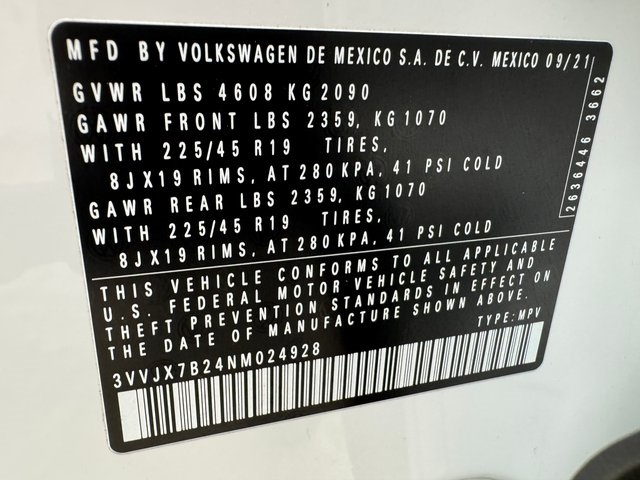 MFD BY VOLKSWAGEN DE MEXICO S.A. DE C.V. MEXICO 09/21
GVWR LBS 4608 KG 2090
GAWR FRONT LBS 2359, KG 1070
WITH 225/45 R19 TIRES,
8JX19 RIMS, AT 280 KPA, 41 PSI COLD
GAWR REAR LBS 2359, KG 1070
WITH 225/45 R19 TIRES,
8JX19 RIMS, AT 280 KPA, 41 PSI COLD
2636446 3662
THIS VEHICLE CONFORMS TO ALL APPLICABLE
U.S. FEDERAL MOTOR VEHICLE SAFETY AND
THEFT PREVENTION STANDARDS IN EFFECT ON
THE DATE OF MANUFACTURE SHOWN ABOVE.
3VVJX7B24NM024928 TYPE: MPV